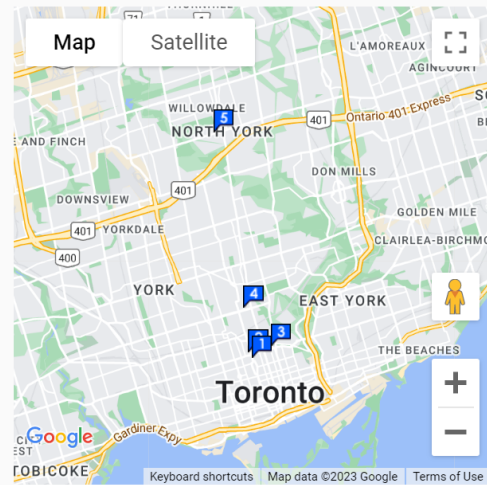 Map
Satellite
L'AMOREAUX
AGINCOURT
WILLOWDALE
5
NORTH YORK
401
Ontario 401 Express
E AND FINCH
DON MILLS
401
DOWNSVIEW
GOLDEN MILE
401
YORKDALE
CLAIRLEA-BIRCHMO
400
YORK
4
EAST YORK
3
1
THE BEACHES
Toronto
Google
Gardiner Expy
TOBICOKE
Keyboard shortcuts
Map data ©2023 Google
Terms of Use